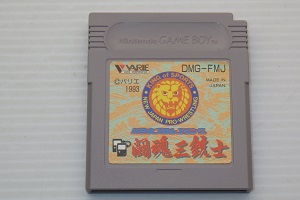 Nintendo GAME BOY
VARIE
DMG-FMJ
©バリエ
1993
MADE IN
JAPAN
KING OF SPORTS
NEW JAPAN PRO-WRESTLING
闘魂三銃士